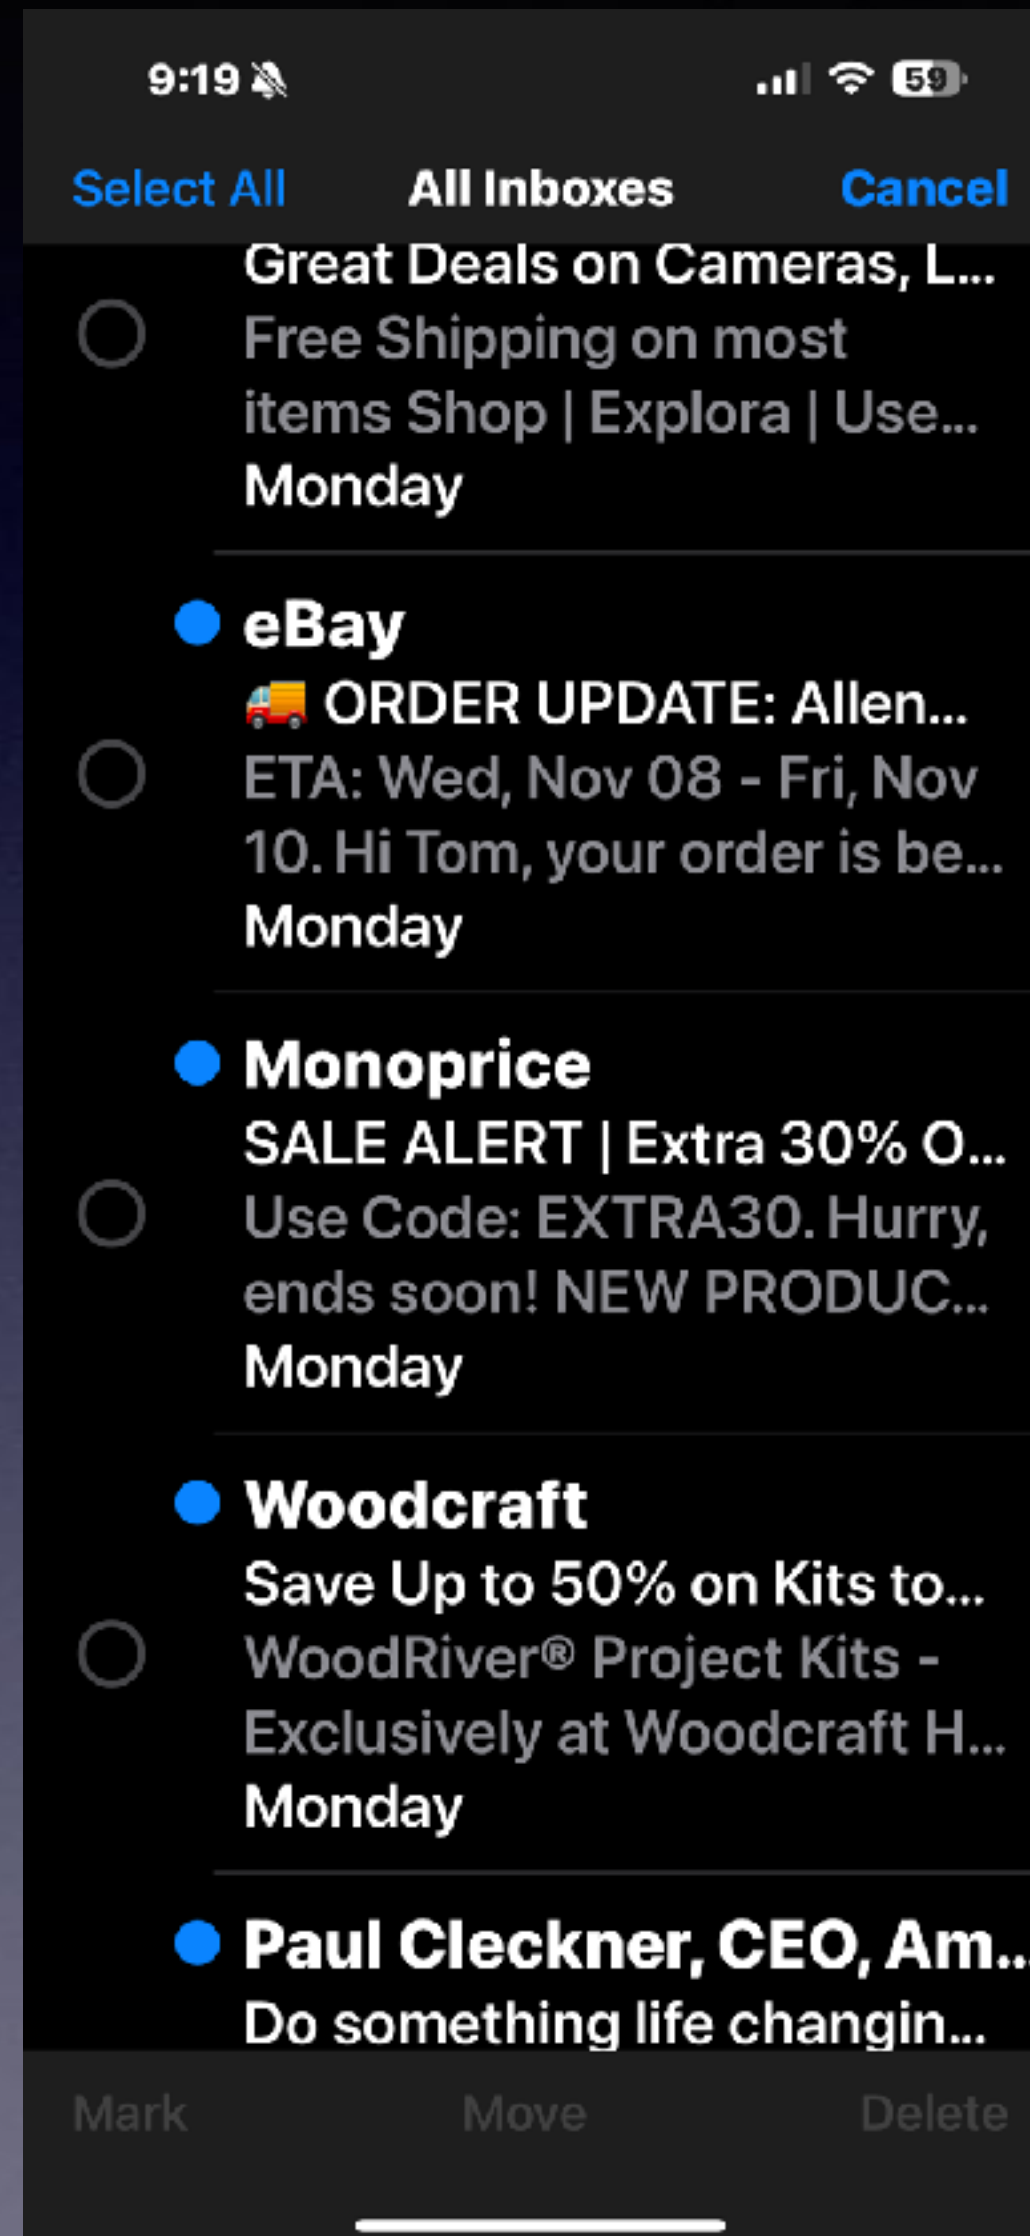 9:19
59
Select All
All Inboxes
Cancel
Great Deals on Cameras, L...
Free Shipping on most
items Shop | Explora | Use...
Monday
eBay
🚚 ORDER UPDATE: Allen...
ETA: Wed, Nov 08 - Fri, Nov
10. Hi Tom, your order is be...
Monday
Monoprice
SALE ALERT | Extra 30% O...
Use Code: EXTRA30. Hurry,
ends soon! NEW PRODUC...
Monday
Woodcraft
Save Up to 50% on Kits to...
WoodRiver® Project Kits -
Exclusively at Woodcraft H...
Monday
Paul Cleckner, CEO, Am...
Do something life changin...
Mark
Move
Delete